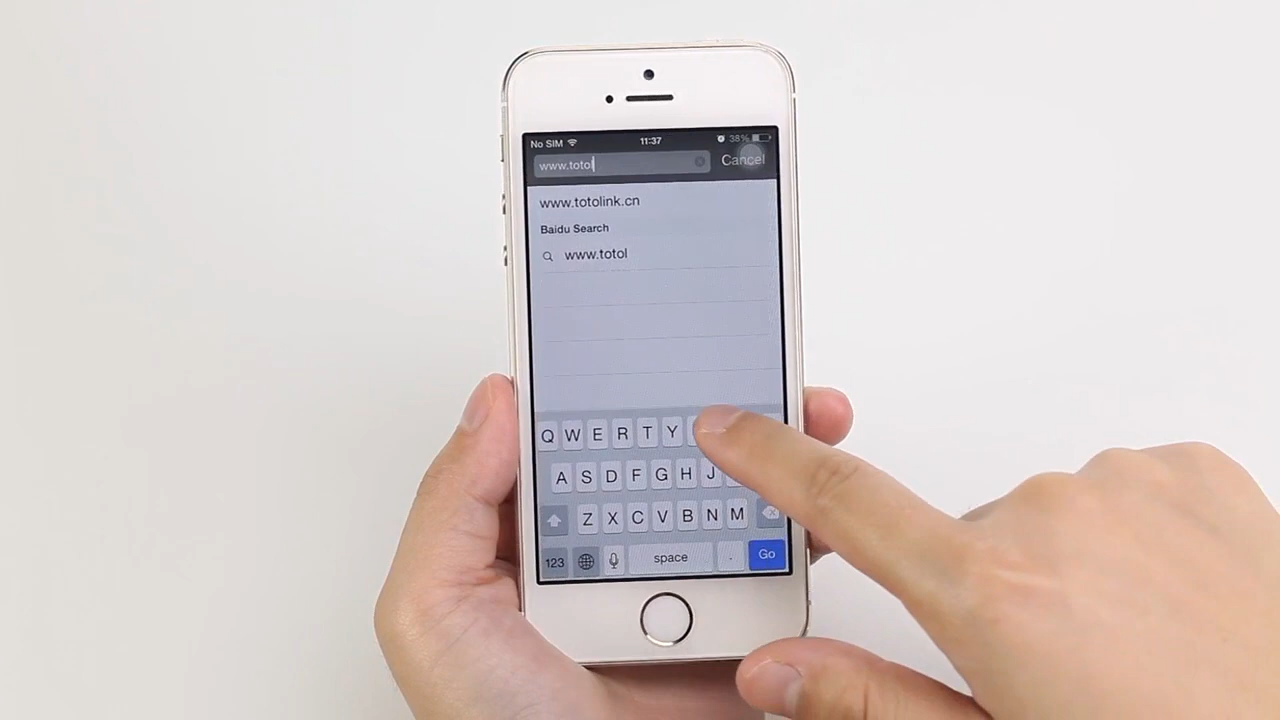 No SIM 11:37 38%
www.totol Cancel
www.totolink.cn
Baidu Search
www.totol
Q W E R T Y
A S D F G H J
Z X C V B N M
123 space . Go